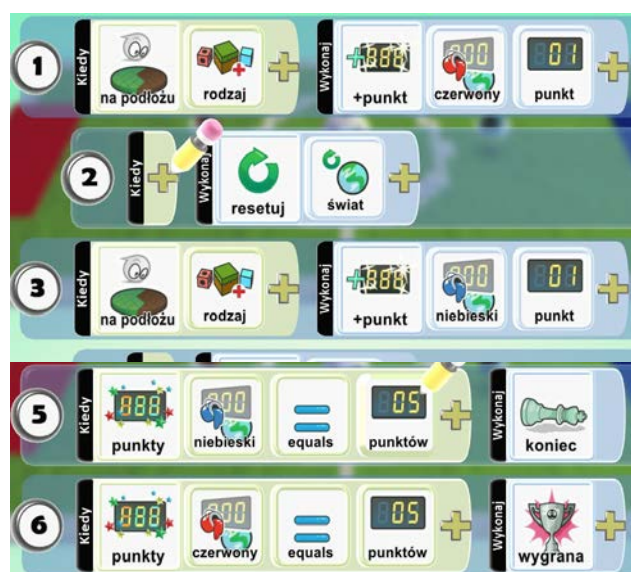 1 Kiedy na podłożu rodzaj Wykonaj +punkt czerwony 01 punkt
2 Kiedy Wykonaj resetuj świat
3 Kiedy na podłożu rodzaj Wykonaj +punkt niebieski 01 punkt
5 Kiedy punkty niebieski equals 05 punktów Wykonaj koniec
6 Kiedy punkty czerwony equals 05 punktów Wykonaj wygrana